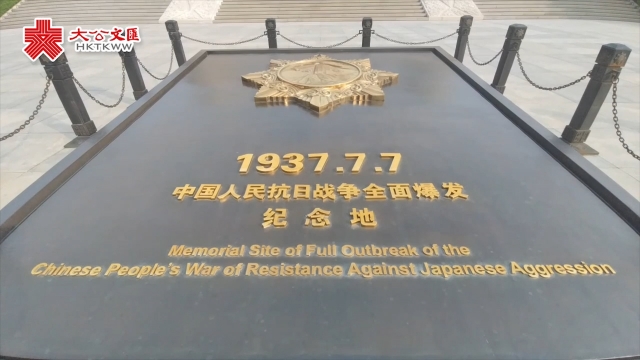 大公文匯
HKTKWW
1937.7.7
中国人民抗日战争全面爆发
纪念地
Memorial Site of Full Outbreak of the
Chinese People's War of Resistance Against Japanese Aggression